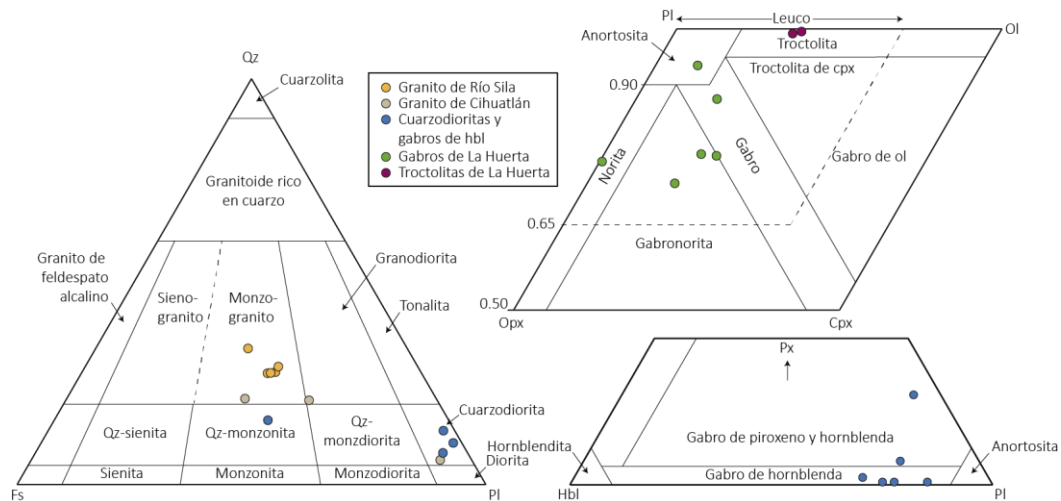 Qz
Cuarzolita
Granitoide rico
en cuarzo
Granito de
feldespato
alcalino
Sieno-
granito
Monzo-
granito
Granodiorita
Tonalita
Qz-sienita
Qz-monzonita
Qz-
monzdiorita
Cuarzodiorita
Sienita
Monzonita
Monzodiorita
Diorita
Fs
Pl
Granito de Río Sila
Granito de Cihuatlán
Cuarzodioritas y
gabros de hbl
Gabros de La Huerta
Troctolitas de La Huerta
Pl
Leuco
Ol
Anortosita
Troctolita
Troctolita de cpx
0.90
Norita
Gabro
Gabro de ol
0.65
Gabronorita
0.50
Opx
Cpx
Px
Gabro de piroxeno y hornblenda
Hornblendita
Anortosita
Gabro de hornblenda
Hbl
Pl